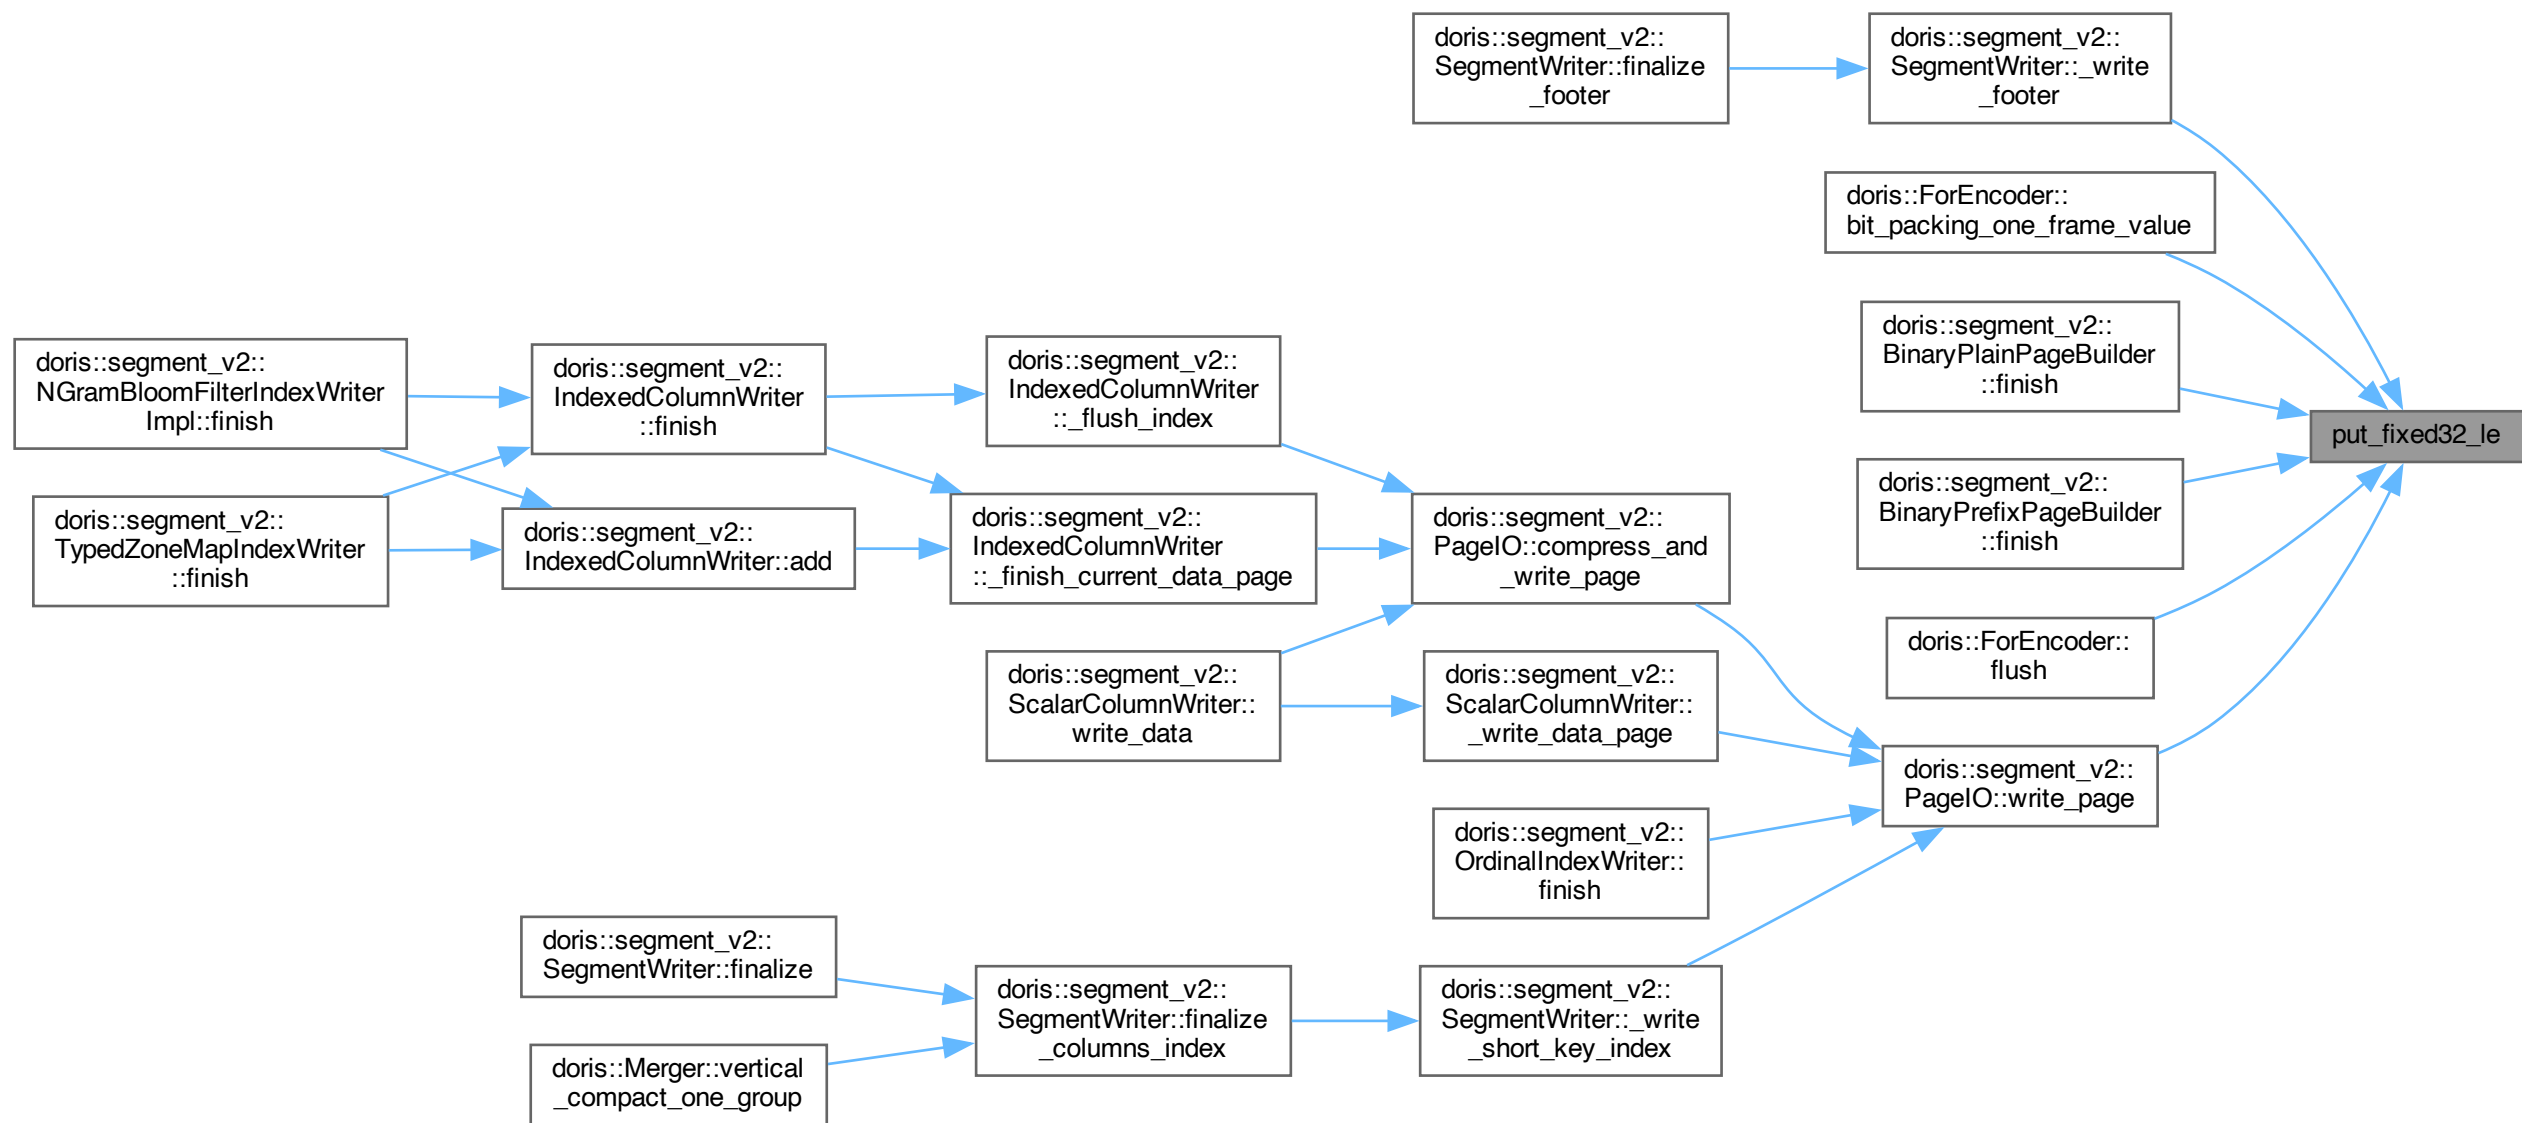 doris::segment_v2::
SegmentWriter::finalize
_footer
doris::segment_v2::
SegmentWriter::_write
_footer
doris::ForEncoder::
bit_packing_one_frame_value
doris::segment_v2::
BinaryPlainPageBuilder
::finish
doris::segment_v2::
NGramBloomFilterIndexWriter
Impl::finish
doris::segment_v2::
IndexedColumnWriter
::finish
doris::segment_v2::
IndexedColumnWriter
::_flush_index
put_fixed32_le
doris::segment_v2::
BinaryPrefixPageBuilder
::finish
doris::segment_v2::
TypedZoneMapIndexWriter
::finish
doris::segment_v2::
IndexedColumnWriter::add
doris::segment_v2::
IndexedColumnWriter
::_finish_current_data_page
doris::segment_v2::
PageIO::compress_and
_write_page
doris::ForEncoder::
flush
doris::segment_v2::
ScalarColumnWriter::
write_data
doris::segment_v2::
ScalarColumnWriter::
_write_data_page
doris::segment_v2::
PageIO::write_page
doris::segment_v2::
OrdinalIndexWriter::
finish
doris::segment_v2::
SegmentWriter::finalize
doris::segment_v2::
SegmentWriter::finalize
_columns_index
doris::segment_v2::
SegmentWriter::_write
_short_key_index
doris::Merger::vertical
_compact_one_group